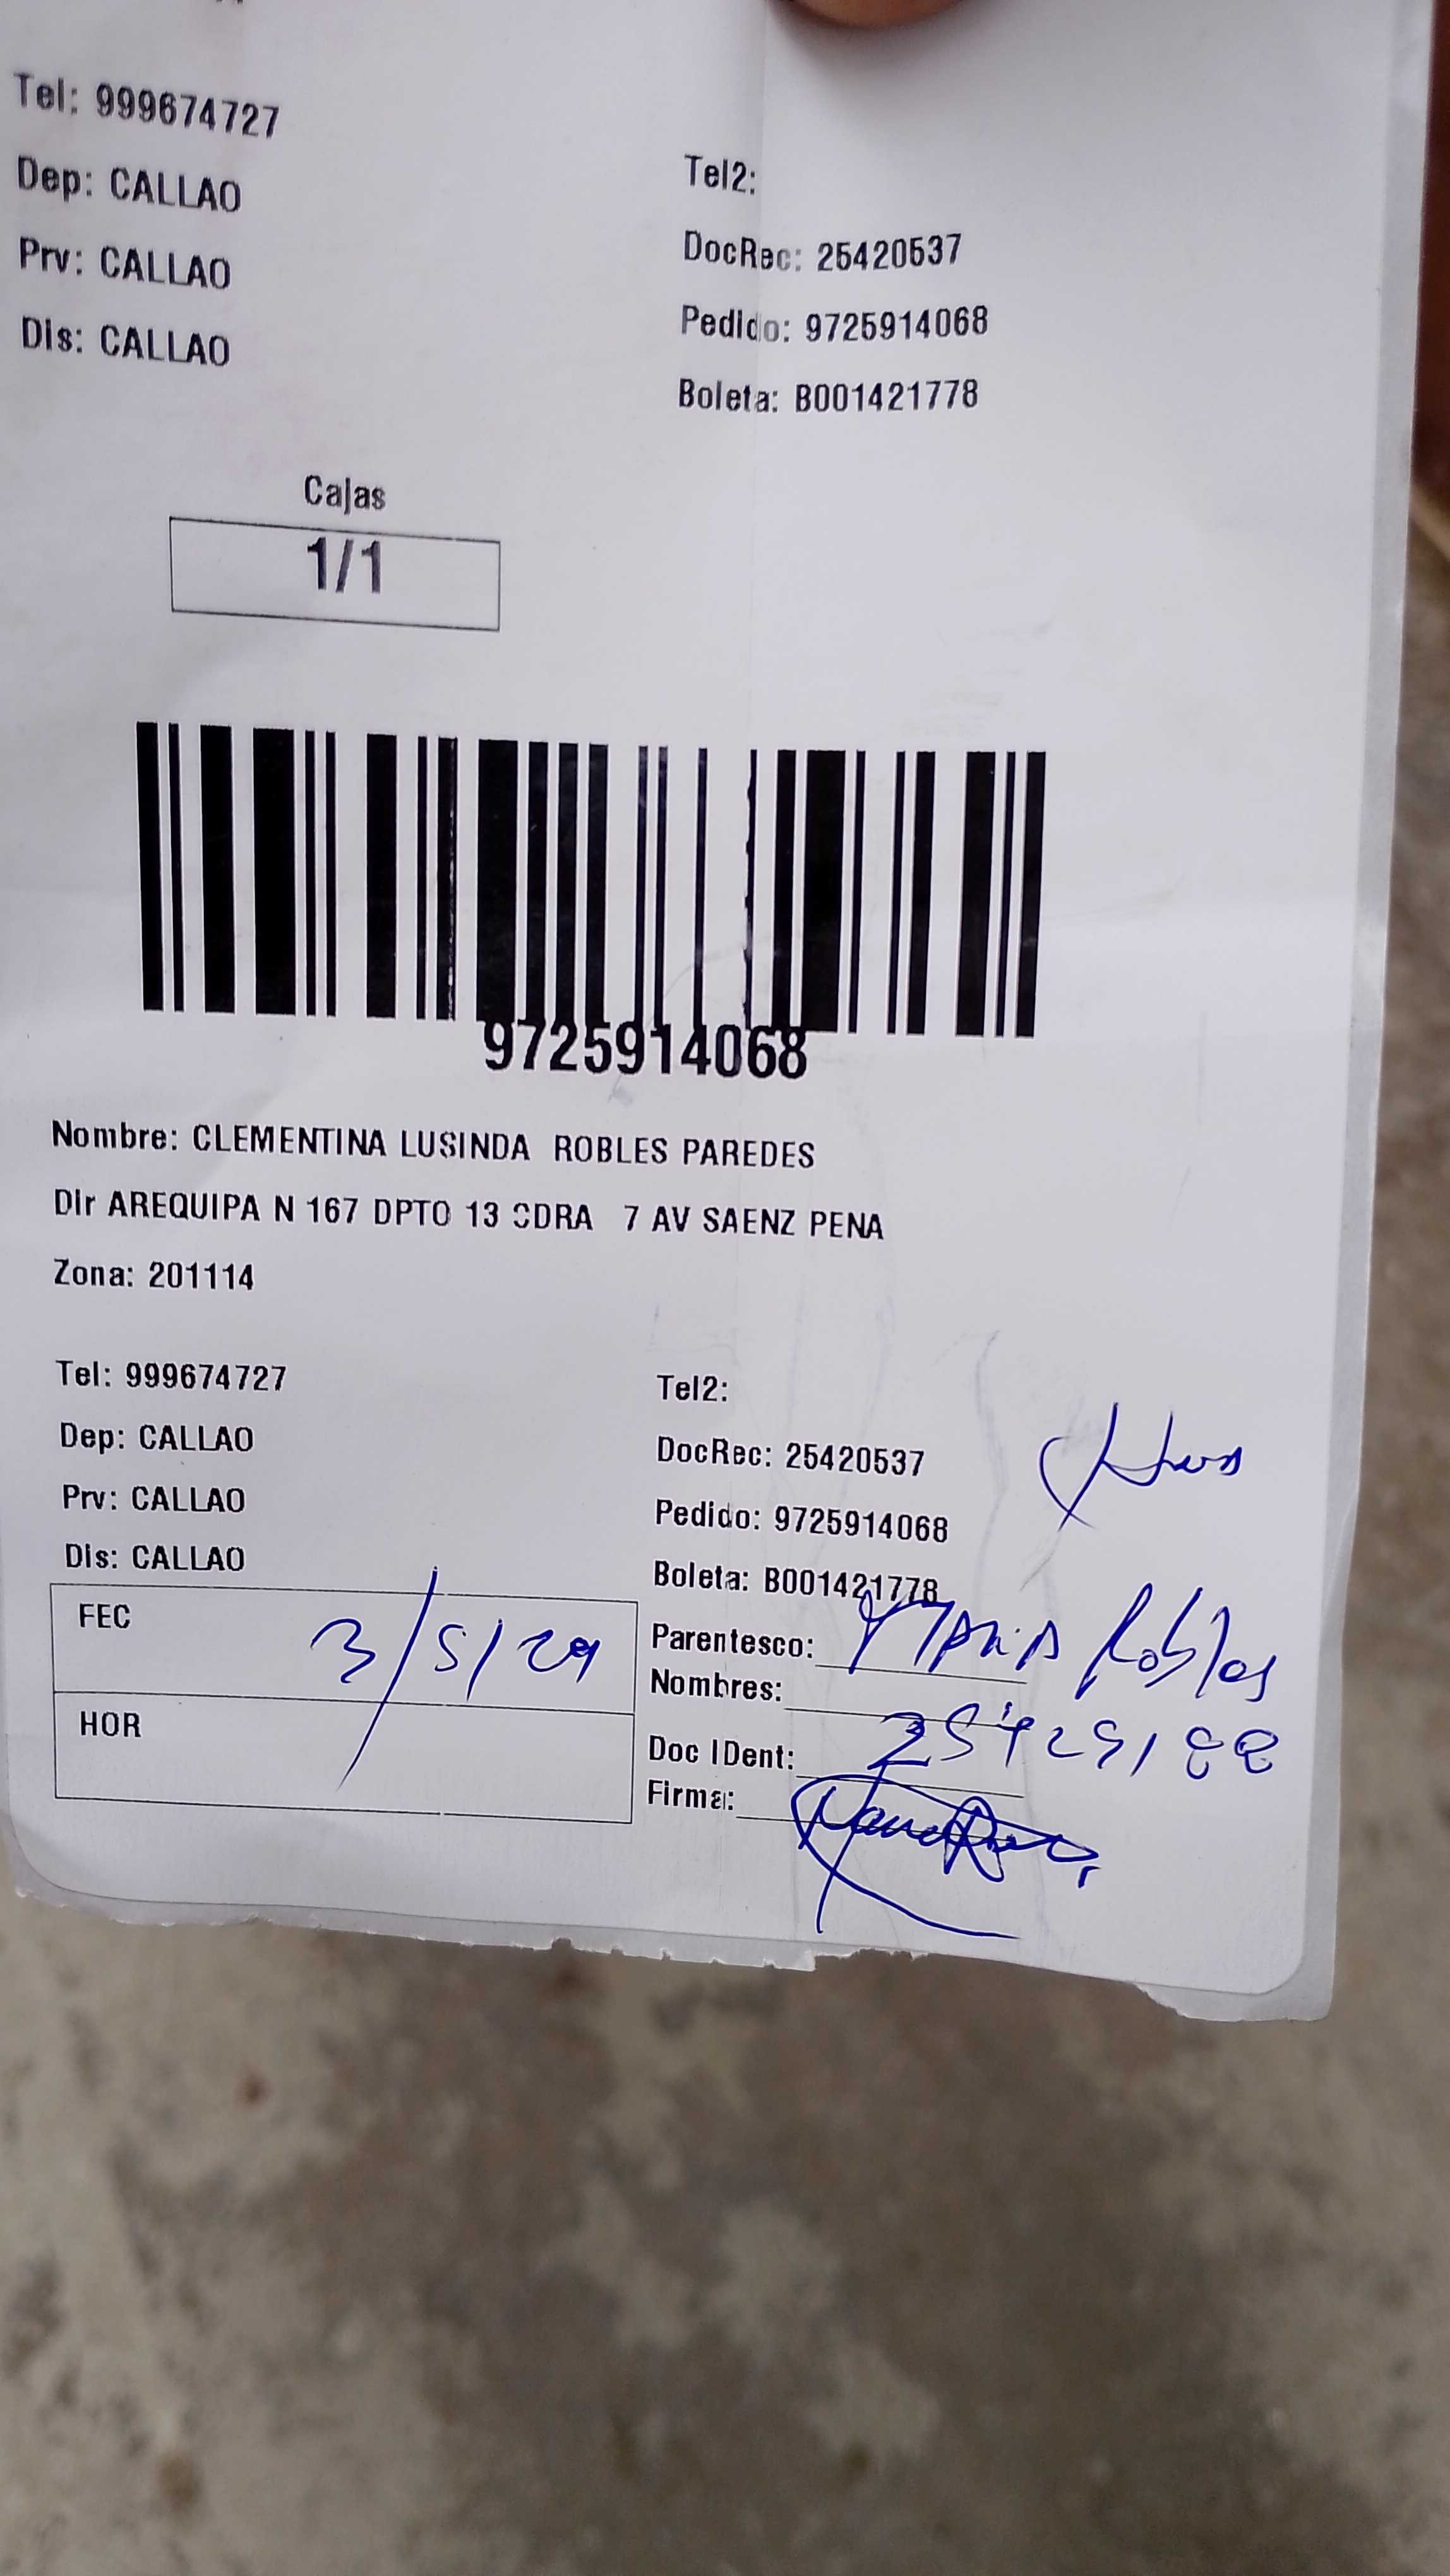 Tel: 999674727
Dep: CALLAO
Prv: CALLAO
Dis: CALLAO
Tel2:
DocRec: 25420537
Pedido: 9725914068
Boleta: B001421778
Cajas
1/1
9725914068
Nombre: CLEMENTINA LUSINDA ROBLES PAREDES
Dir AREQUIPA N 167 DPTO 13 CDRA 7 AV SAENZ PENA
Zona: 201114
Tel: 999674727
Dep: CALLAO
Prv: CALLAO
Dis: CALLAO
Tel2:
DocRec: 25420537
Pedido: 9725914068
Boleta: B001421778
FEC 3/5/24
HOR
Parentesco: MARIA Robles
Nombres:
Doc IDent: 25429188
Firma: